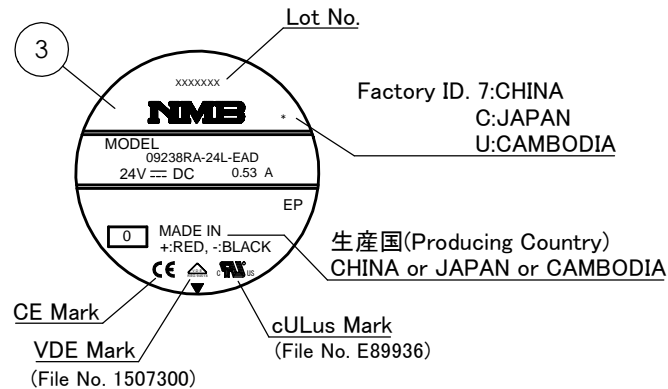 Lot No.
3
XXXXXXX
NMB
*
Factory ID. 7:CHINA
C:JAPAN
U:CAMBODIA
MODEL
09238RA-24L-EAD
24V ⎓ DC 0.53 A
EP
0
MADE IN
+:RED, -:BLACK
生産国(Producing Country)
CHINA or JAPAN or CAMBODIA
CE
c RU US
CE Mark
cULus Mark
(File No. E89936)
VDE Mark
(File No. 1507300)